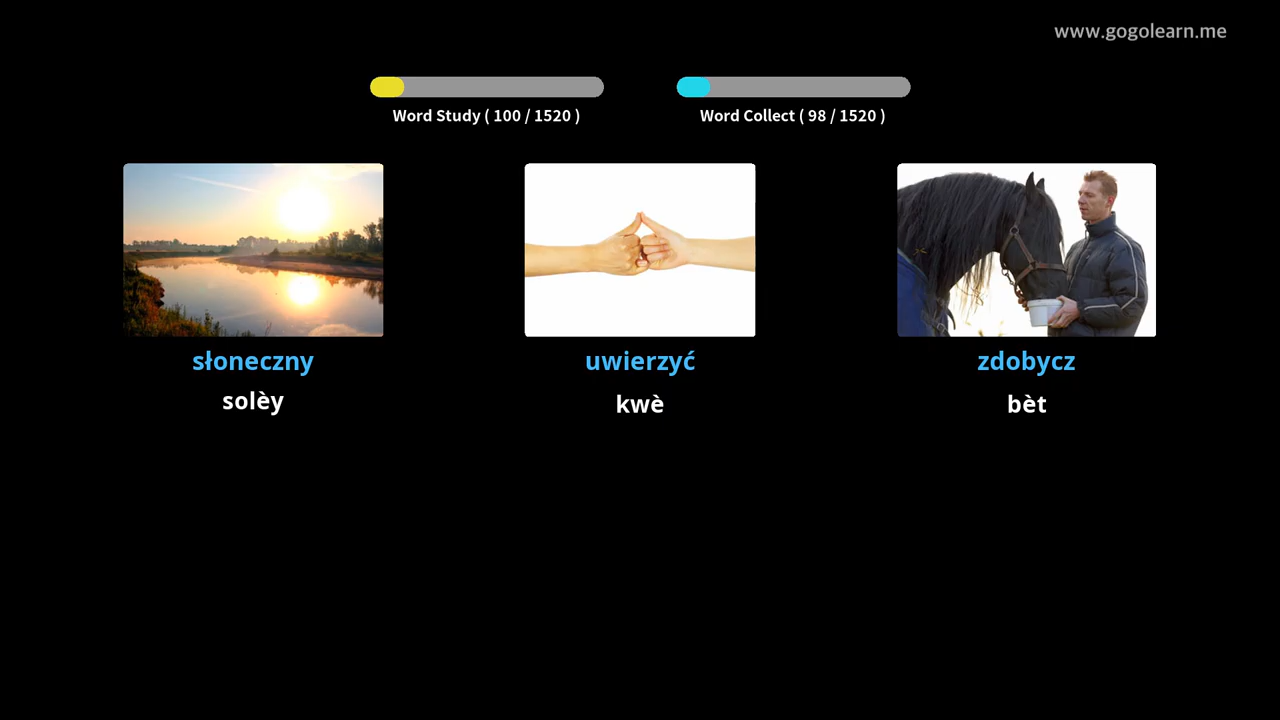 www.gogolearn.me
Word Study ( 100 / 1520 )
Word Collect ( 98 / 1520 )
słoneczny
uwierzyć
zdobycz
solèy
kwè
bèt